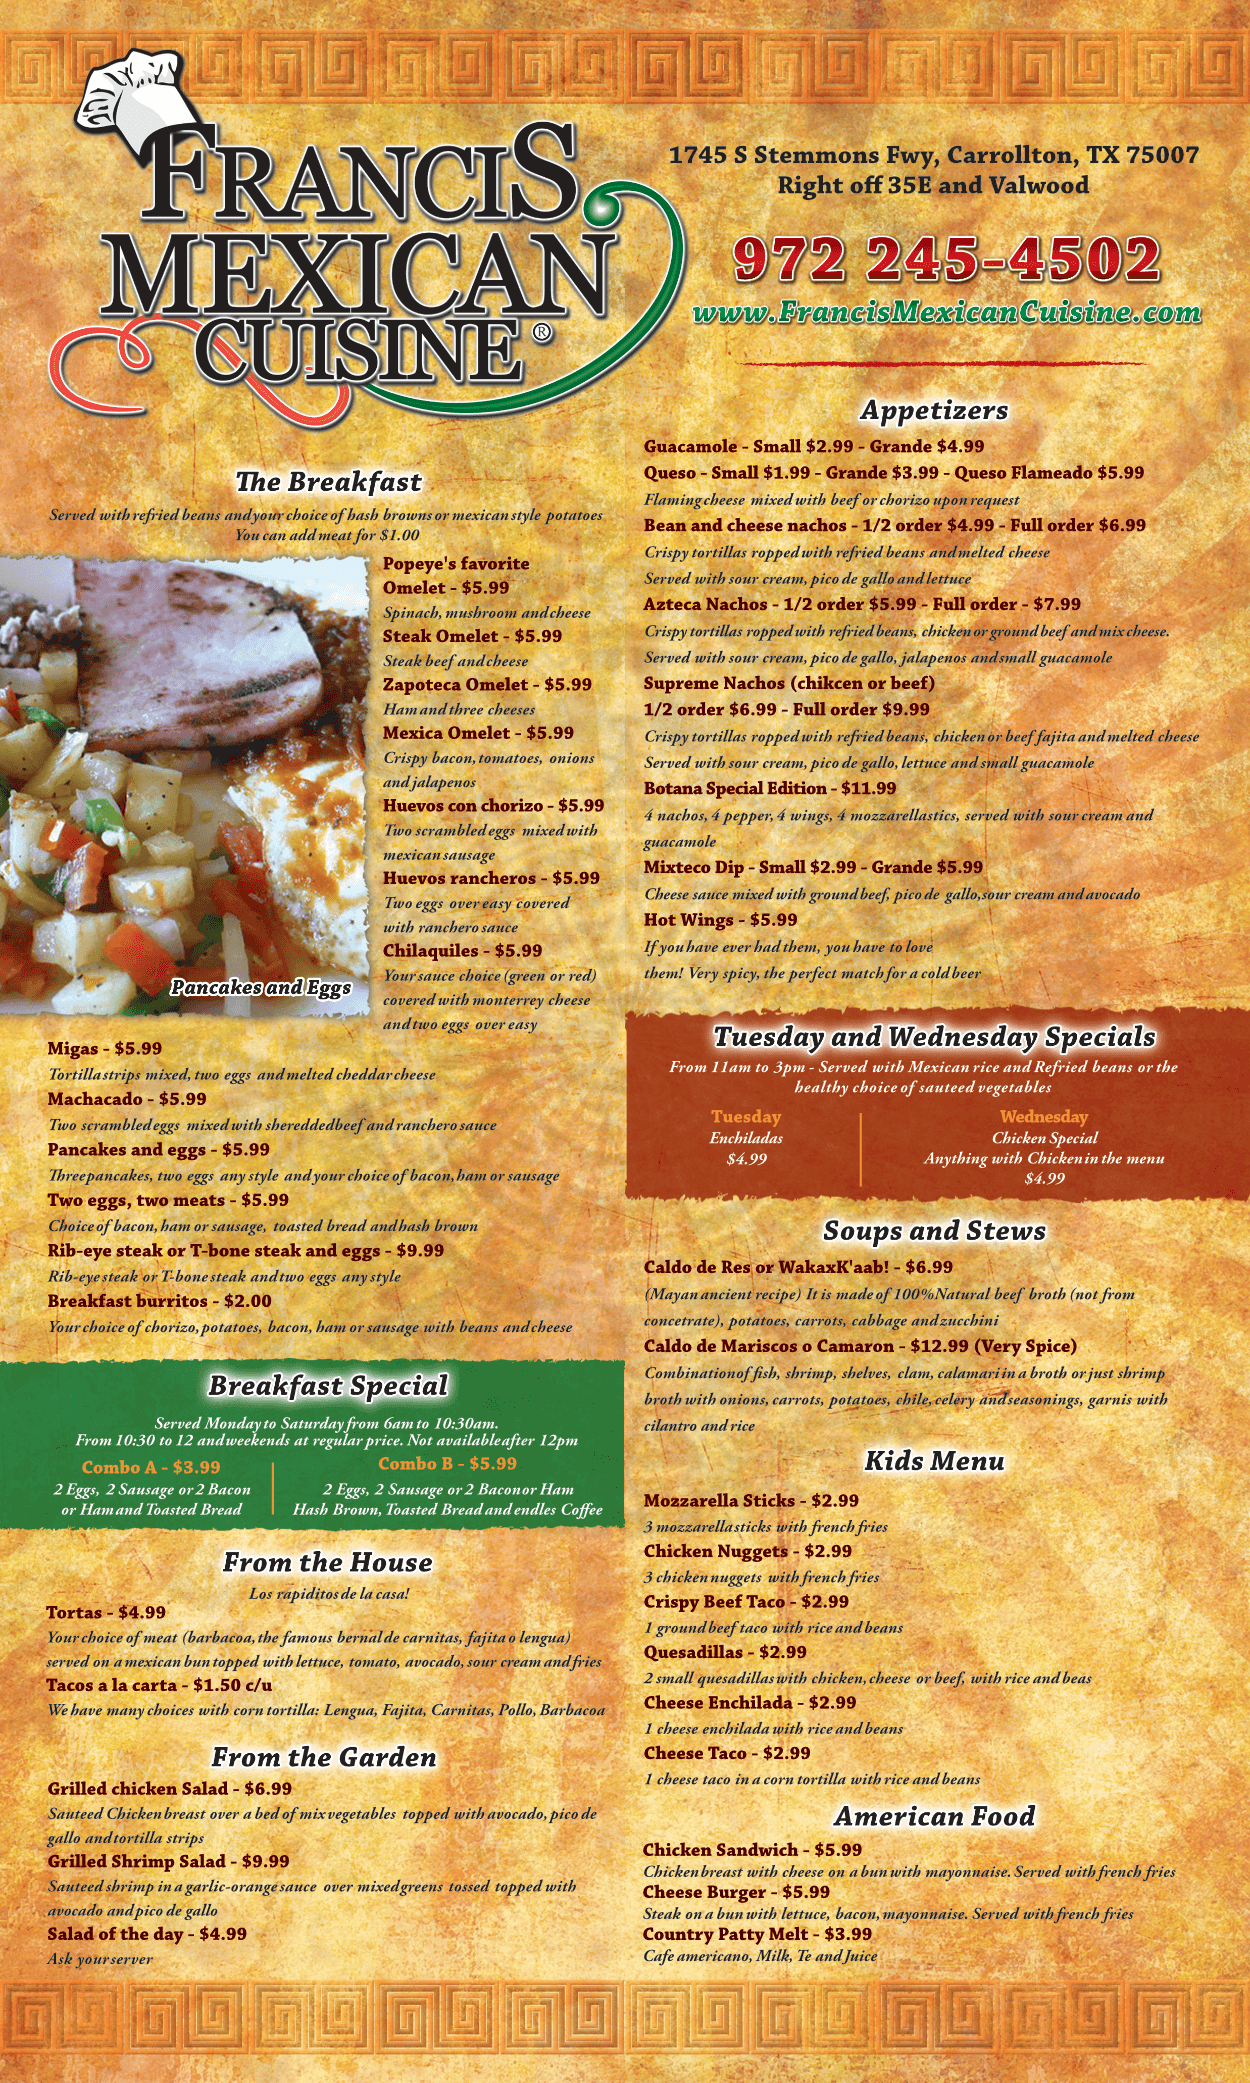 FRANCIS
MEXICAN
CUISINE ®
1745 S Stemmons Fwy, Carrollton, TX 75007
Right off 35E and Valwood
972 245-4502
www.FrancisMexicanCuisine.com
The Breakfast
Served with refried beans and your choice of hash browns or mexican style potatoes
You can add meat for $1.00
Popeye's favorite
Omelet - $5.99
Spinach, mushroom and cheese
Steak Omelet - $5.99
Steak beef and cheese
Zapoteca Omelet - $5.99
Ham and three cheeses
Mexica Omelet - $5.99
Crispy bacon, tomatoes, onions
and jalapenos
Huevos con chorizo - $5.99
Two scrambled eggs mixed with
mexican sausage
Huevos rancheros - $5.99
Two eggs over easy covered
with ranchero sauce
Chilaquiles - $5.99
Your sauce choice (green or red)
covered with monterrey cheese
and two eggs over easy
Pancakes and Eggs
Migas - $5.99
Tortilla strips mixed, two eggs and melted cheddar cheese
Machacado - $5.99
Two scrambled eggs mixed with shereddedbeef and ranchero sauce
Pancakes and eggs - $5.99
Three pancakes, two eggs any style and your choice of bacon, ham or sausage
Two eggs, two meats - $5.99
Choice of bacon, ham or sausage, toasted bread and hash brown
Rib-eye steak or T-bone steak and eggs - $9.99
Rib-eye steak or T-bone steak and two eggs any style
Breakfast burritos - $2.00
Your choice of chorizo, potatoes, bacon, ham or sausage with beans and cheese
Breakfast Special
Served Monday to Saturday from 6am to 10:30am.
From 10:30 to 12 and weekends at regular price. Not available after 12pm
Combo A - $3.99
2 Eggs, 2 Sausage or 2 Bacon
or Ham and Toasted Bread
Combo B - $5.99
2 Eggs, 2 Sausage or 2 Bacon or Ham
Hash Brown, Toasted Bread and endles Coffee
From the House
Los rapiditos de la casa!
Tortas - $4.99
Your choice of meat (barbacoa, the famous bernal de carnitas, fajita o lengua)
served on a mexican bun topped with lettuce, tomato, avocado, sour cream and fries
Tacos a la carta - $1.50 c/u
We have many choices with corn tortilla: Lengua, Fajita, Carnitas, Pollo, Barbacoa
From the Garden
Grilled chicken Salad - $6.99
Sauteed Chicken breast over a bed of mix vegetables topped with avocado, pico de
gallo and tortilla strips
Grilled Shrimp Salad - $9.99
Sauteed shrimp in a garlic-orange sauce over mixed greens tossed topped with
avocado and pico de gallo
Salad of the day - $4.99
Ask your server
Appetizers
Guacamole - Small $2.99 - Grande $4.99
Queso - Small $1.99 - Grande $3.99 - Queso Flameado $5.99
Flaming cheese mixed with beef or chorizo upon request
Bean and cheese nachos - 1/2 order $4.99 - Full order $6.99
Crispy tortillas ropped with refried beans and melted cheese
Served with sour cream, pico de gallo and lettuce
Azteca Nachos - 1/2 order $5.99 - Full order - $7.99
Crispy tortillas ropped with refried beans, chicken or ground beef and mix cheese.
Served with sour cream, pico de gallo, jalapenos and small guacamole
Supreme Nachos (chikcen or beef)
1/2 order $6.99 - Full order $9.99
Crispy tortillas ropped with refried beans, chicken or beef fajita and melted cheese
Served with sour cream, pico de gallo, lettuce and small guacamole
Botana Special Edition - $11.99
4 nachos, 4 pepper, 4 wings, 4 mozzarellastics, served with sour cream and
guacamole
Mixteco Dip - Small $2.99 - Grande $5.99
Cheese sauce mixed with ground beef, pico de gallo,sour cream and avocado
Hot Wings - $5.99
If you have ever had them, you have to love
them! Very spicy, the perfect match for a cold beer
Tuesday and Wednesday Specials
From 11am to 3pm - Served with Mexican rice and Refried beans or the
healthy choice of sauteed vegetables
Tuesday
Enchiladas
$4.99
Wednesday
Chicken Special
Anything with Chicken in the menu
$4.99
Soups and Stews
Caldo de Res or WakaxK'aab! - $6.99
(Mayan ancient recipe) It is made of 100% Natural beef broth (not from
concetrate), potatoes, carrots, cabbage and zucchini
Caldo de Mariscos o Camaron - $12.99 (Very Spice)
Combination of fish, shrimp, shelves, clam, calamari in a broth or just shrimp
broth with onions, carrots, potatoes, chile, celery and seasonings, garnis with
cilantro and rice
Kids Menu
Mozzarella Sticks - $2.99
3 mozzarella sticks with french fries
Chicken Nuggets - $2.99
3 chicken nuggets with french fries
Crispy Beef Taco - $2.99
1 ground beef taco with rice and beans
Quesadillas - $2.99
2 small quesadillas with chicken, cheese or beef, with rice and beas
Cheese Enchilada - $2.99
1 cheese enchilada with rice and beans
Cheese Taco - $2.99
1 cheese taco in a corn tortilla with rice and beans
American Food
Chicken Sandwich - $5.99
Chicken breast with cheese on a bun with mayonnaise. Served with french fries
Cheese Burger - $5.99
Steak on a bun with lettuce, bacon, mayonnaise. Served with french fries
Country Patty Melt - $3.99
Cafe americano, Milk, Te and Juice